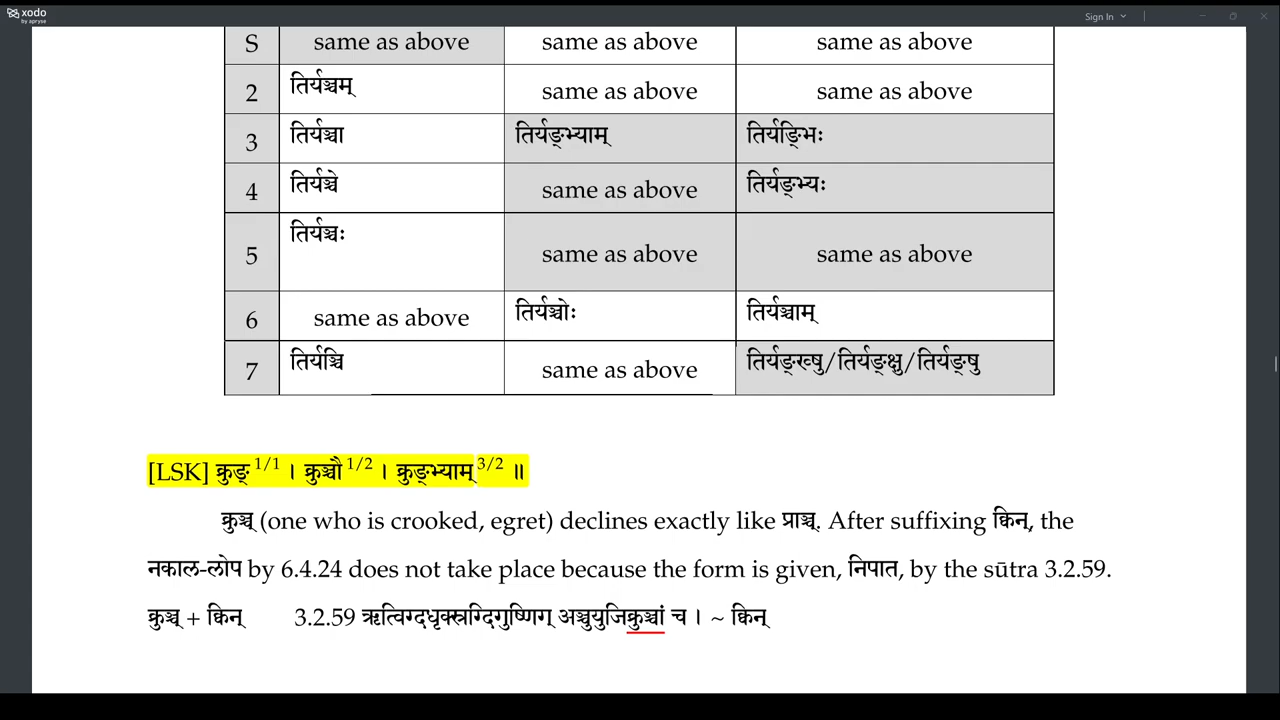 xodo
by apryse
Sign In
S same as above same as above same as above
2 तिर्यञ्चम् same as above same as above
3 तिर्यञ्चा तिर्यङ्भ्याम् तिर्यङ्भिः
4 तिर्यञ्चे same as above तिर्यङ्भ्यः
5 तिर्यञ्चः same as above same as above
6 same as above तिर्यञ्चोः तिर्यञ्चाम्
7 तिर्यञ्चि same as above तिर्यङ्ख्षु/तिर्यङ्क्षु/तिर्यङ्षु
[LSK] क्रुङ् 1/1 । क्रुञ्चौ 1/2 । क्रुङ्भ्याम् 3/2 ॥
क्रुञ्च् (one who is crooked, egret) declines exactly like प्राञ्च्. After suffixing क्विन्, the
नकाल-लोप by 6.4.24 does not take place because the form is given, निपात, by the sūtra 3.2.59.
क्रुञ्च् + क्विन् 3.2.59 ऋत्विग्दधृक्स्रग्दिगुष्णिग् अञ्चुयुजिक्रुञ्चां च । ~ क्विन्